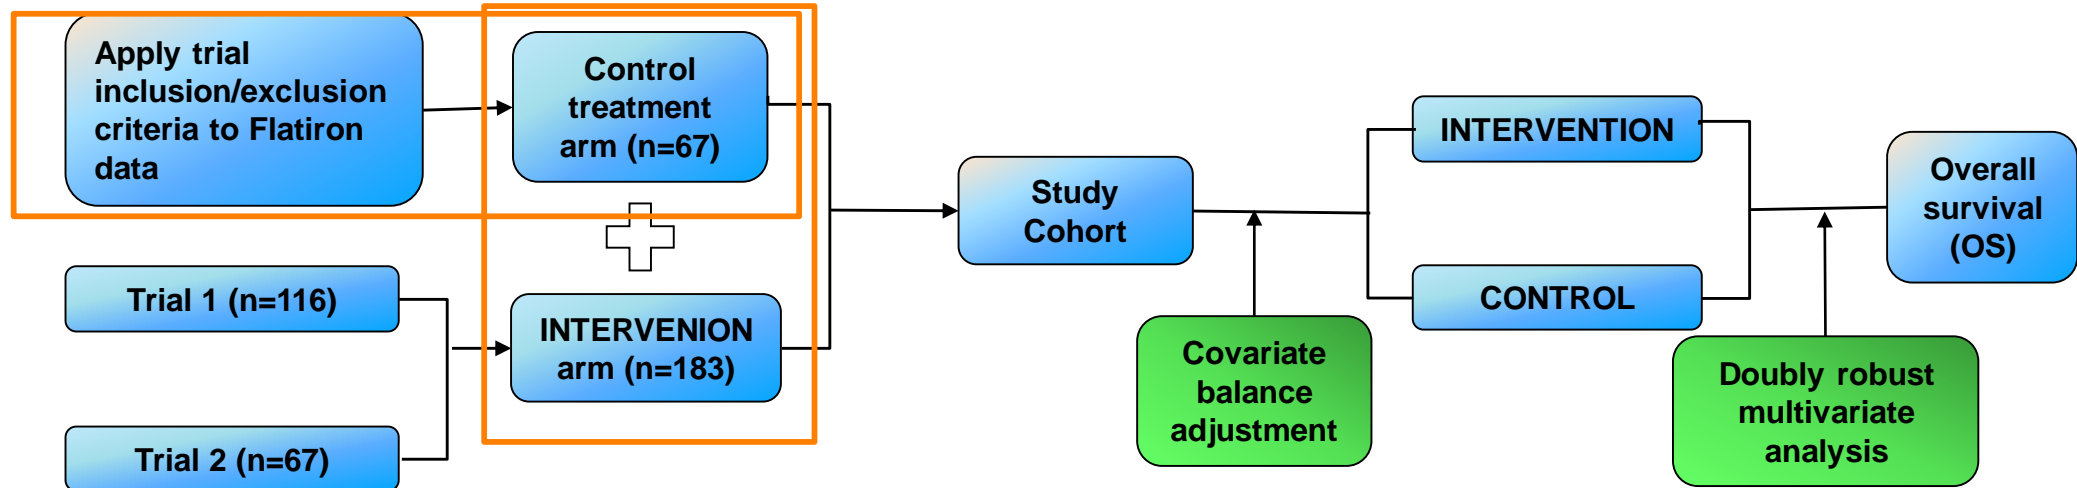 Apply trial
inclusion/exclusion
criteria to Flatiron
data
Control
treatment
arm (n=67)
Trial 1 (n=116)
Trial 2 (n=67)
INTERVENION
arm (n=183)
Study
Cohort
Covariate
balance
adjustment
INTERVENTION
CONTROL
Doubly robust
multivariate
analysis
Overall
survival
(OS)